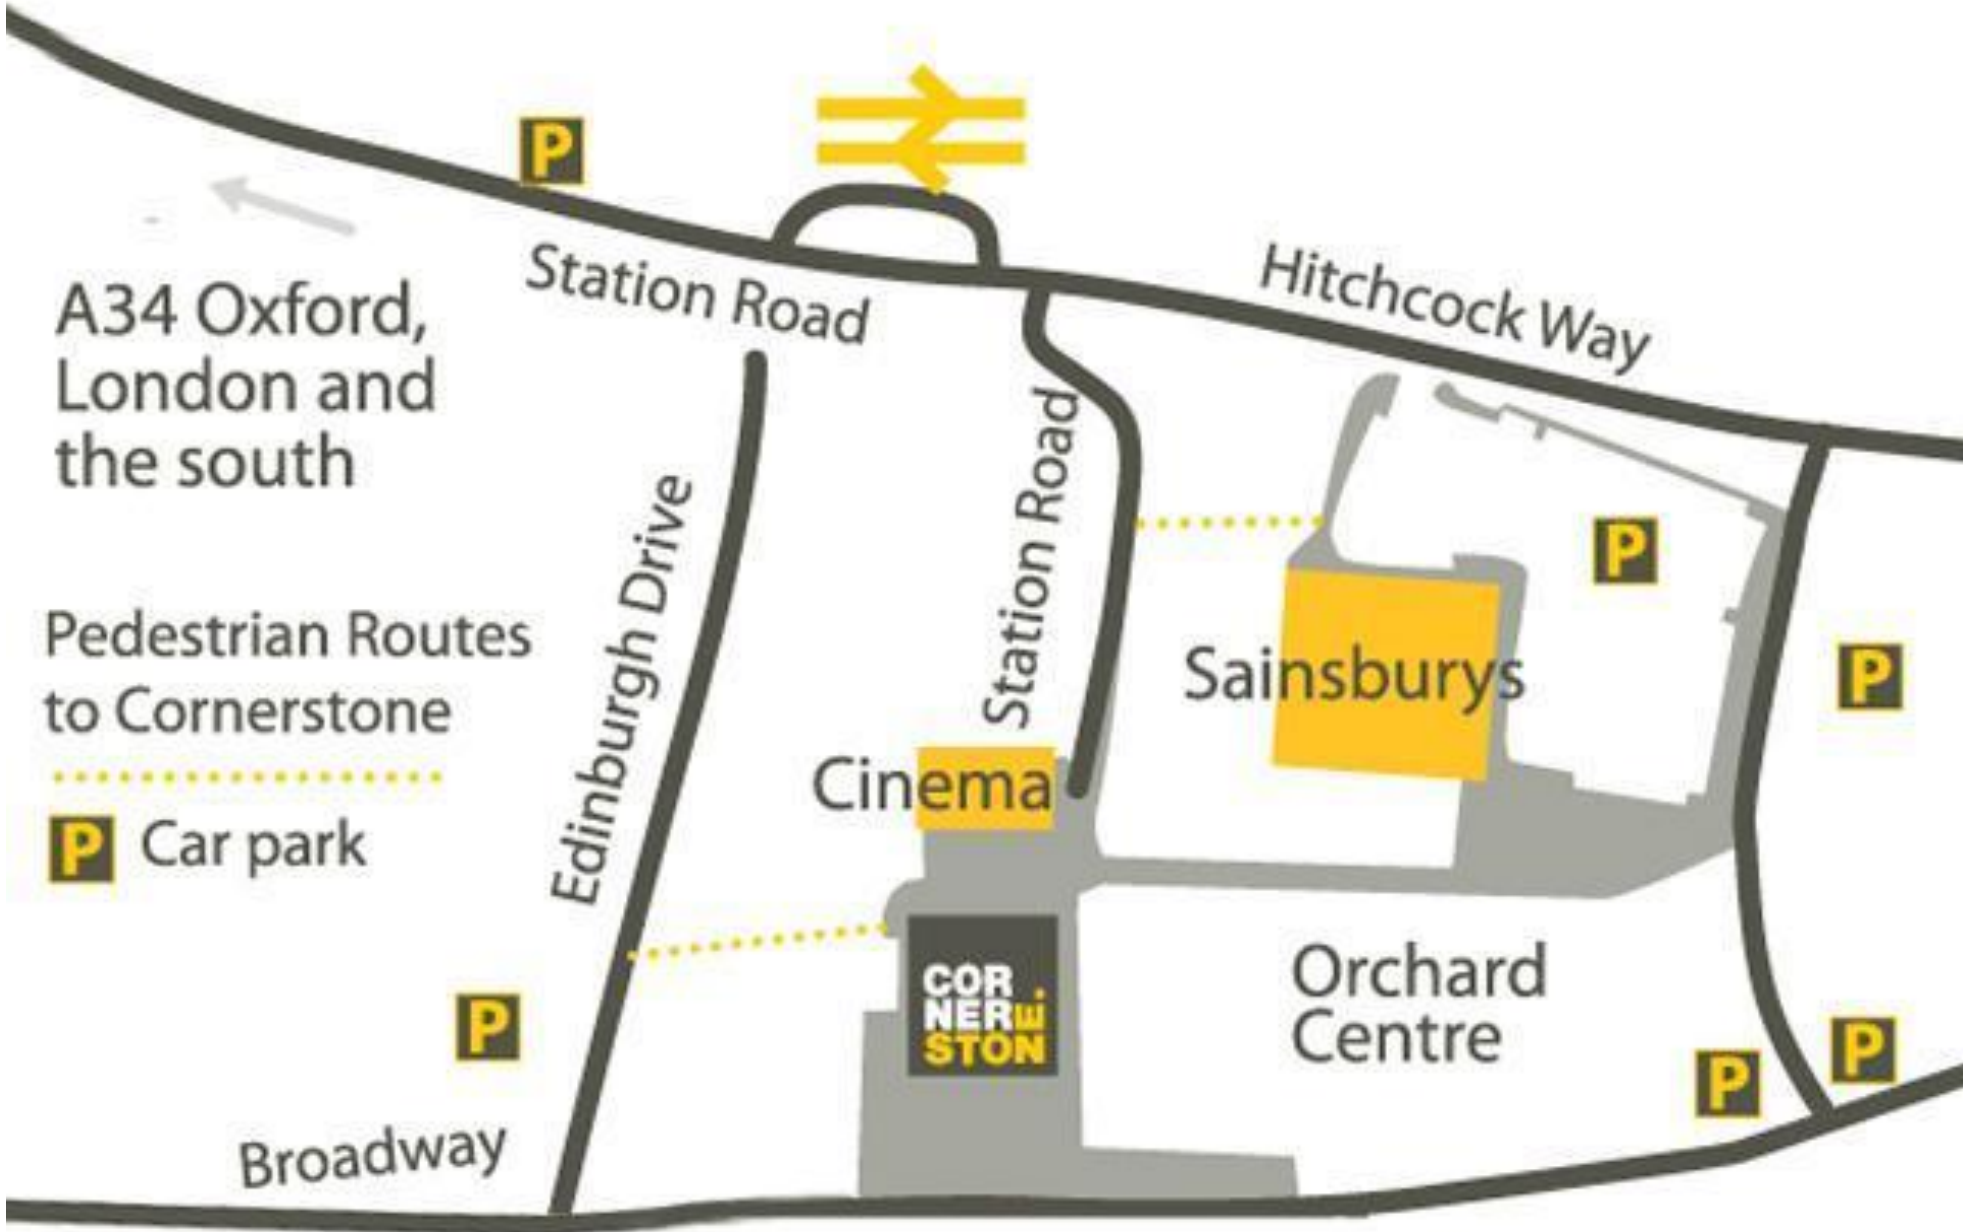 P
Station Road
Hitchcock Way
A34 Oxford,
London and
the south
Station Road
P
Edinburgh Drive
Pedestrian Routes
to Cornerstone
Sainsburys
P
Cinema
P Car park
COR
NERE.
STON
Orchard
Centre
P
P
P
Broadway